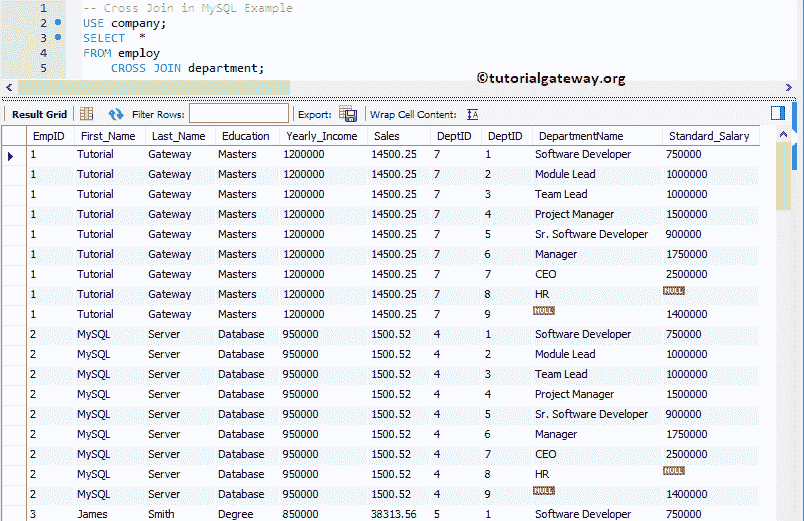 1 -- Cross Join in MySQL Example
2 USE company;
3 SELECT *
4 FROM employ
5 CROSS JOIN department;
©tutorialgateway.org
Result Grid Filter Rows: Export: Wrap Cell Content: IA
EmpID First_Name Last_Name Education Yearly_Income Sales DeptID DeptID DepartmentName Standard_Salary
1 Tutorial Gateway Masters 1200000 14500.25 7 1 Software Developer 750000
1 Tutorial Gateway Masters 1200000 14500.25 7 2 Module Lead 1000000
1 Tutorial Gateway Masters 1200000 14500.25 7 3 Team Lead 1000000
1 Tutorial Gateway Masters 1200000 14500.25 7 4 Project Manager 1500000
1 Tutorial Gateway Masters 1200000 14500.25 7 5 Sr. Software Developer 900000
1 Tutorial Gateway Masters 1200000 14500.25 7 6 Manager 1750000
1 Tutorial Gateway Masters 1200000 14500.25 7 7 CEO 2500000
1 Tutorial Gateway Masters 1200000 14500.25 7 8 HR NULL
1 Tutorial Gateway Masters 1200000 14500.25 7 9 NULL 1400000
2 MySQL Server Database 950000 1500.52 4 1 Software Developer 750000
2 MySQL Server Database 950000 1500.52 4 2 Module Lead 1000000
2 MySQL Server Database 950000 1500.52 4 3 Team Lead 1000000
2 MySQL Server Database 950000 1500.52 4 4 Project Manager 1500000
2 MySQL Server Database 950000 1500.52 4 5 Sr. Software Developer 900000
2 MySQL Server Database 950000 1500.52 4 6 Manager 1750000
2 MySQL Server Database 950000 1500.52 4 7 CEO 2500000
2 MySQL Server Database 950000 1500.52 4 8 HR NULL
2 MySQL Server Database 950000 1500.52 4 9 NULL 1400000
3 James Smith Degree 850000 38313.56 5 1 Software Developer 750000